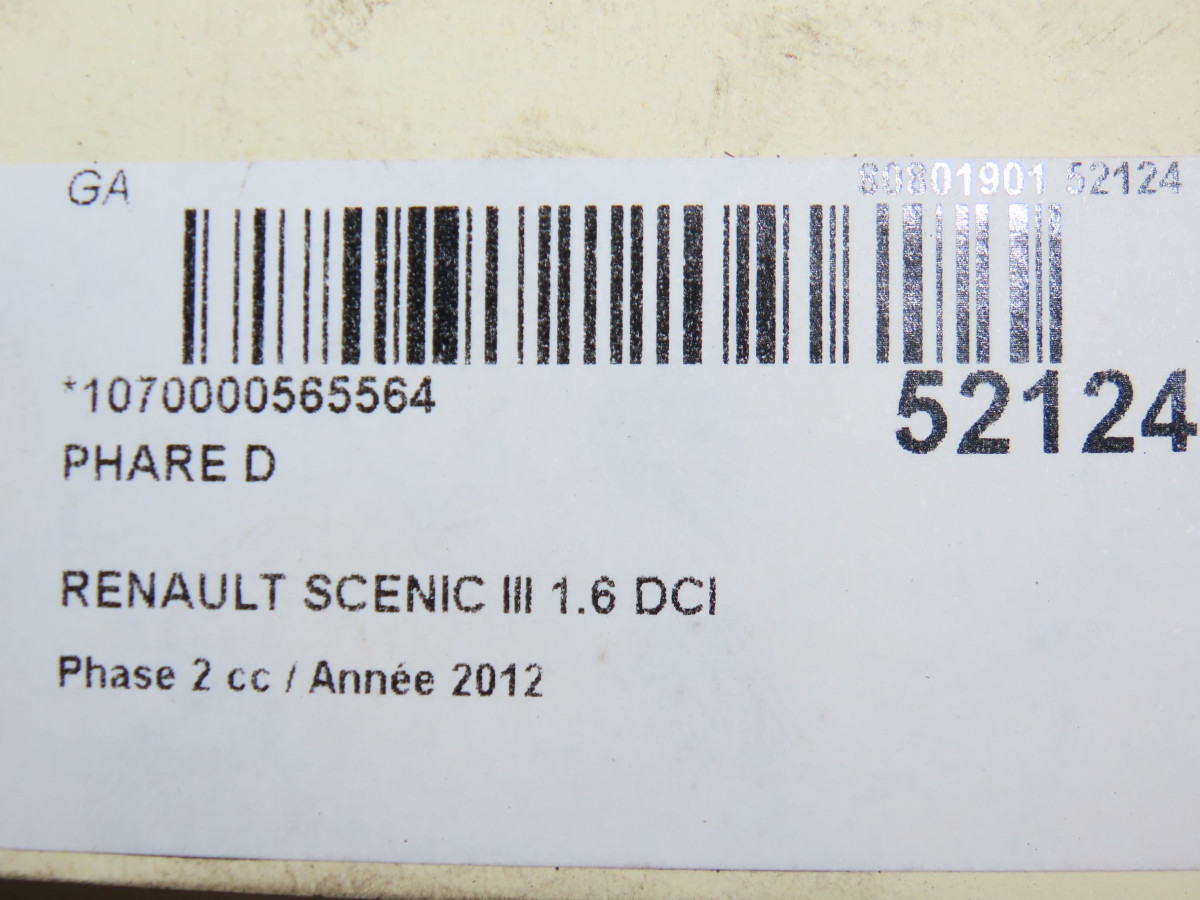 GA
80801901 52124
*1070000565564
52124
PHARE D
RENAULT SCENIC III 1.6 DCI
Phase 2 cc / Année 2012